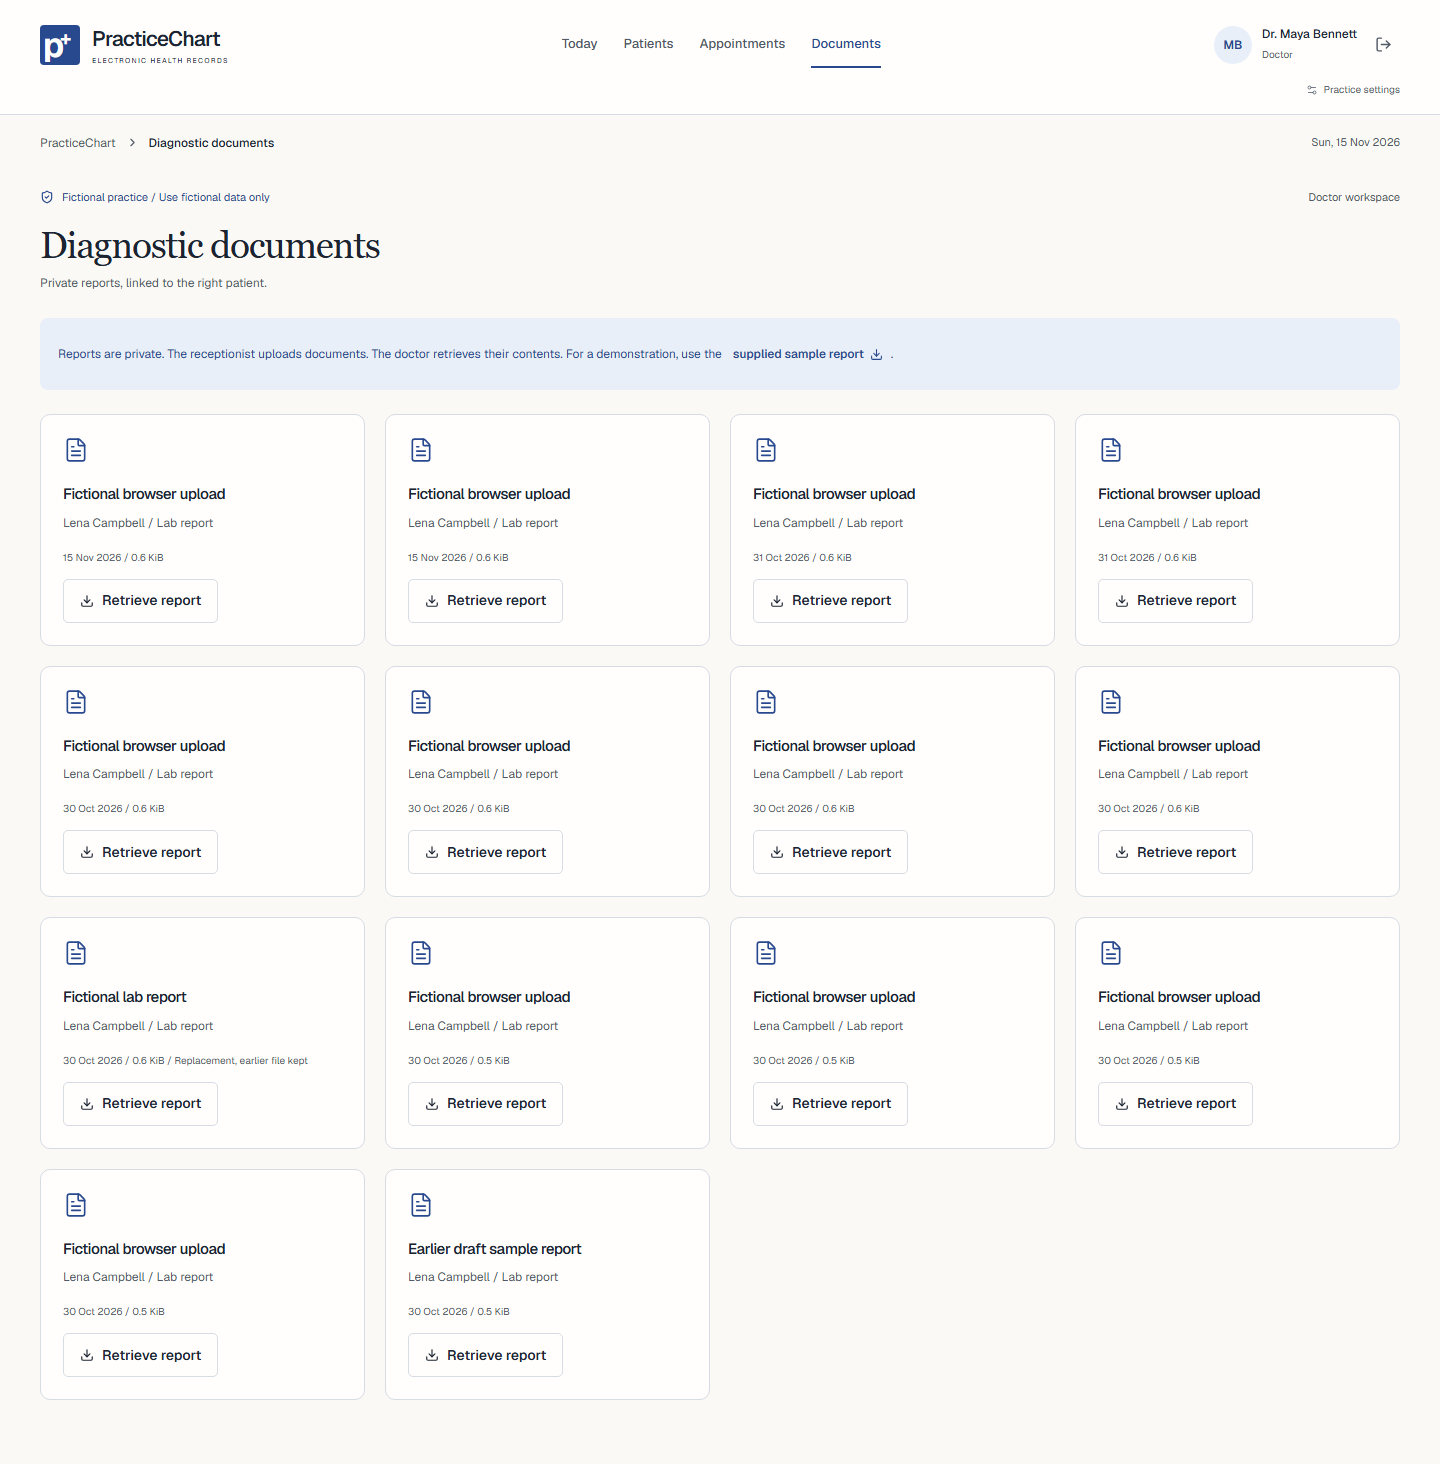 p+
PracticeChart
ELECTRONIC HEALTH RECORDS
Today Patients Appointments Documents
MB
Dr. Maya Bennett
Doctor
Practice settings
PracticeChart > Diagnostic documents
Sun, 15 Nov 2026
Fictional practice / Use fictional data only
Doctor workspace
Diagnostic documents
Private reports, linked to the right patient.
Reports are private. The receptionist uploads documents. The doctor retrieves their contents. For a demonstration, use the supplied sample report .
Fictional browser upload
Lena Campbell / Lab report
15 Nov 2026 / 0.6 KiB
Retrieve report
Fictional browser upload
Lena Campbell / Lab report
15 Nov 2026 / 0.6 KiB
Retrieve report
Fictional browser upload
Lena Campbell / Lab report
31 Oct 2026 / 0.6 KiB
Retrieve report
Fictional browser upload
Lena Campbell / Lab report
31 Oct 2026 / 0.6 KiB
Retrieve report
Fictional browser upload
Lena Campbell / Lab report
30 Oct 2026 / 0.6 KiB
Retrieve report
Fictional browser upload
Lena Campbell / Lab report
30 Oct 2026 / 0.6 KiB
Retrieve report
Fictional browser upload
Lena Campbell / Lab report
30 Oct 2026 / 0.6 KiB
Retrieve report
Fictional browser upload
Lena Campbell / Lab report
30 Oct 2026 / 0.6 KiB
Retrieve report
Fictional lab report
Lena Campbell / Lab report
30 Oct 2026 / 0.6 KiB / Replacement, earlier file kept
Retrieve report
Fictional browser upload
Lena Campbell / Lab report
30 Oct 2026 / 0.5 KiB
Retrieve report
Fictional browser upload
Lena Campbell / Lab report
30 Oct 2026 / 0.5 KiB
Retrieve report
Fictional browser upload
Lena Campbell / Lab report
30 Oct 2026 / 0.5 KiB
Retrieve report
Fictional browser upload
Lena Campbell / Lab report
30 Oct 2026 / 0.5 KiB
Retrieve report
Earlier draft sample report
Lena Campbell / Lab report
30 Oct 2026 / 0.5 KiB
Retrieve report